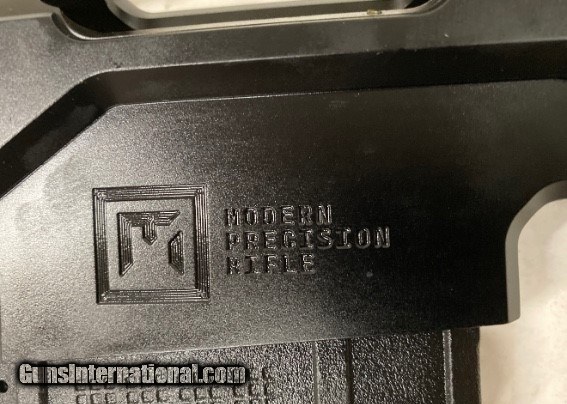 MODERN
PRECISION
RIFLE
GunsInternational.com